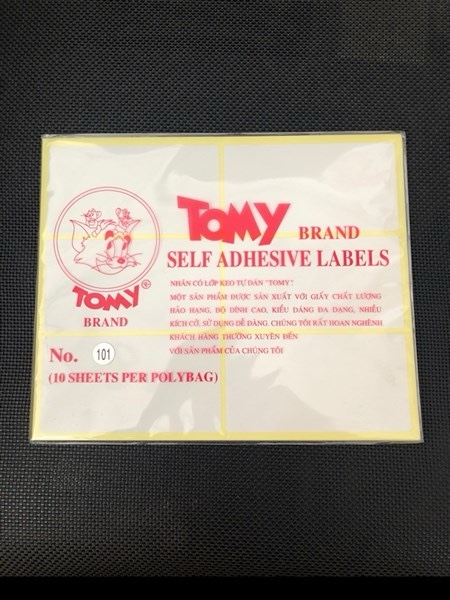 TOMY®
BRAND
TOMY BRAND
SELF ADHESIVE LABELS
NHÃN CÓ LỚP KEO TỰ DÁN "TOMY"
MỘT SẢN PHẨM ĐƯỢC SẢN XUẤT VỚI GIẤY CHẤT LƯỢNG
HẢO HẠNG, ĐỘ DÍNH CAO, KIỂU DÁNG ĐA DẠNG, NHIỀU
KÍCH CỠ, SỬ DỤNG DỄ DÀNG. CHÚNG TÔI RẤT HOAN NGHÊNH
KHÁCH HÀNG THƯỜNG XUYÊN ĐẾN
VỚI SẢN PHẨM CỦA CHÚNG TÔI
No. 101
(10 SHEETS PER POLYBAG)